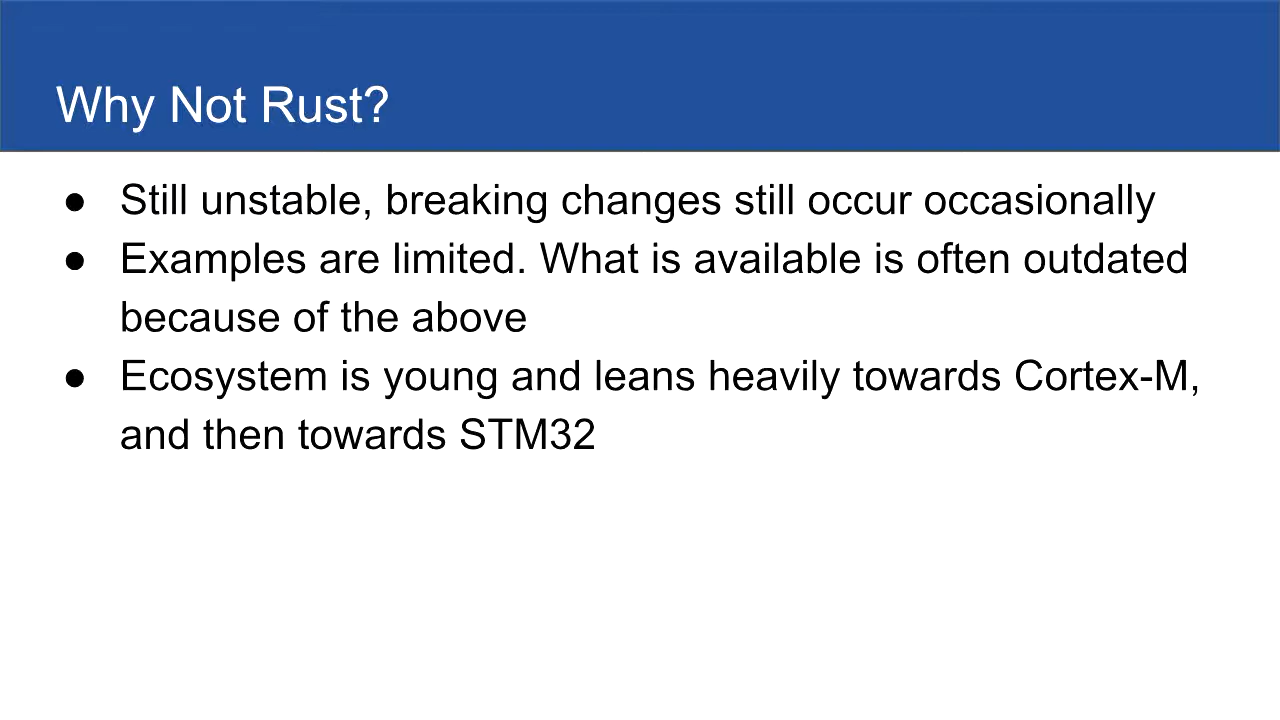 Why Not Rust?
● Still unstable, breaking changes still occur occasionally
● Examples are limited. What is available is often outdated
because of the above
● Ecosystem is young and leans heavily towards Cortex-M,
and then towards STM32